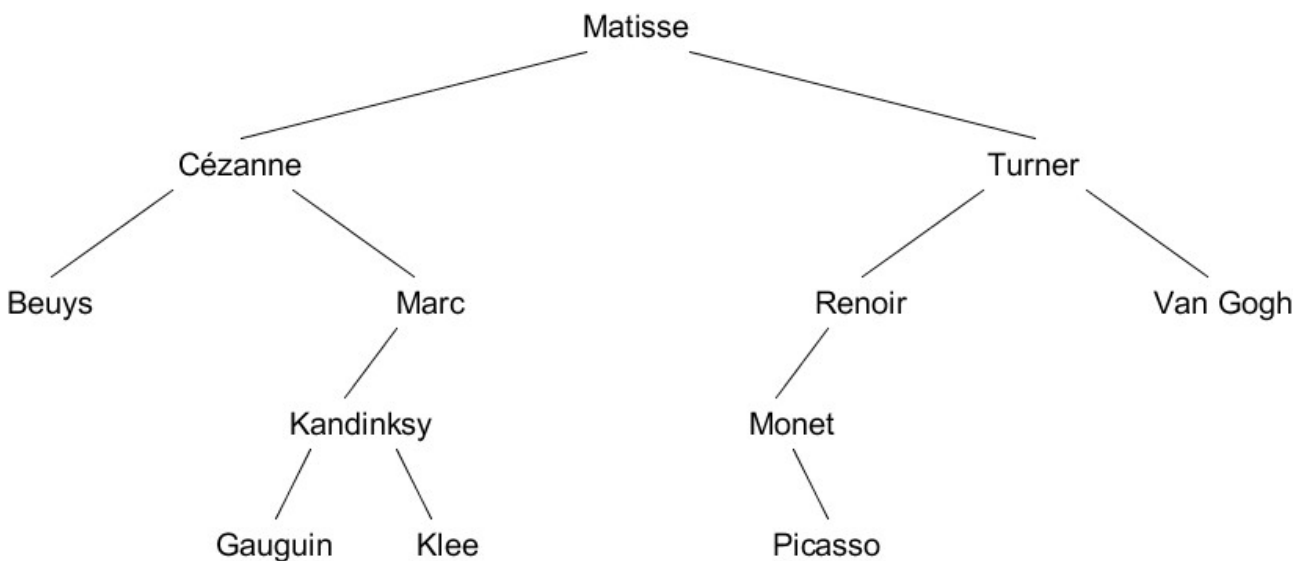 Matisse
Cézanne Turner
Beuys Marc Renoir Van Gogh
Kandinksy Monet
Gauguin Klee Picasso